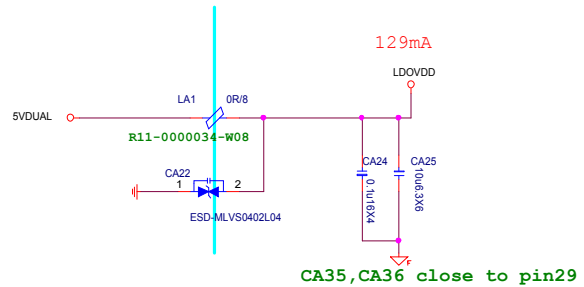 129mA
LDOVDD
LA1 0R/8
5VDUAL
R11-0000034-W08
CA22
1 2
ESD-MLVS0402L04
CA24
0.1u16X4
CA25
10u6.3X6
F
CA35,CA36 close to pin29